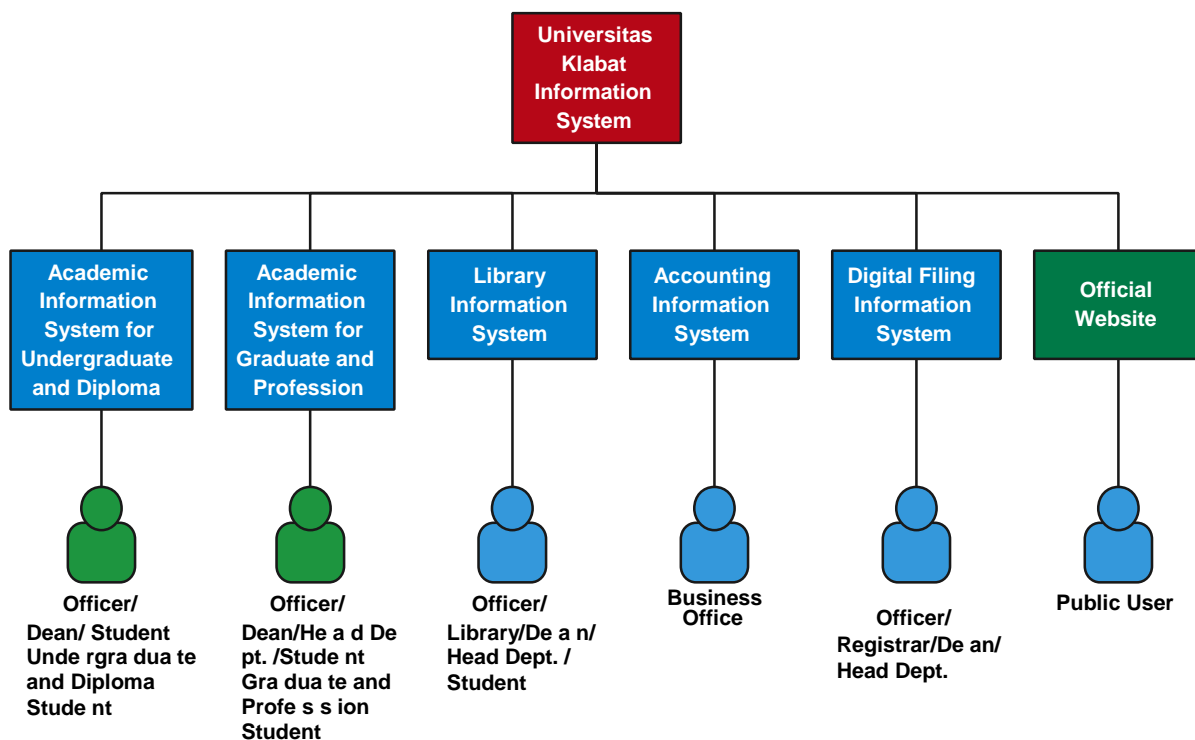 Universitas
Klabat
Information
System
Academic
Information
System for
Undergraduate
and Diploma
Academic
Information
System for
Graduate and
Profession
Library
Information
System
Accounting
Information
System
Digital Filing
Information
System
Official
Website
Officer/
Dean/ Student
Unde rgra dua te
and Diploma
Stude nt
Officer/
Dean/He a d De
pt. /Stude nt
Gra dua te and
Profe s s ion
Student
Officer/
Library/De a n/
Head Dept. /
Student
Business
Office
Officer/
Registrar/De an/
Head Dept.
Public User